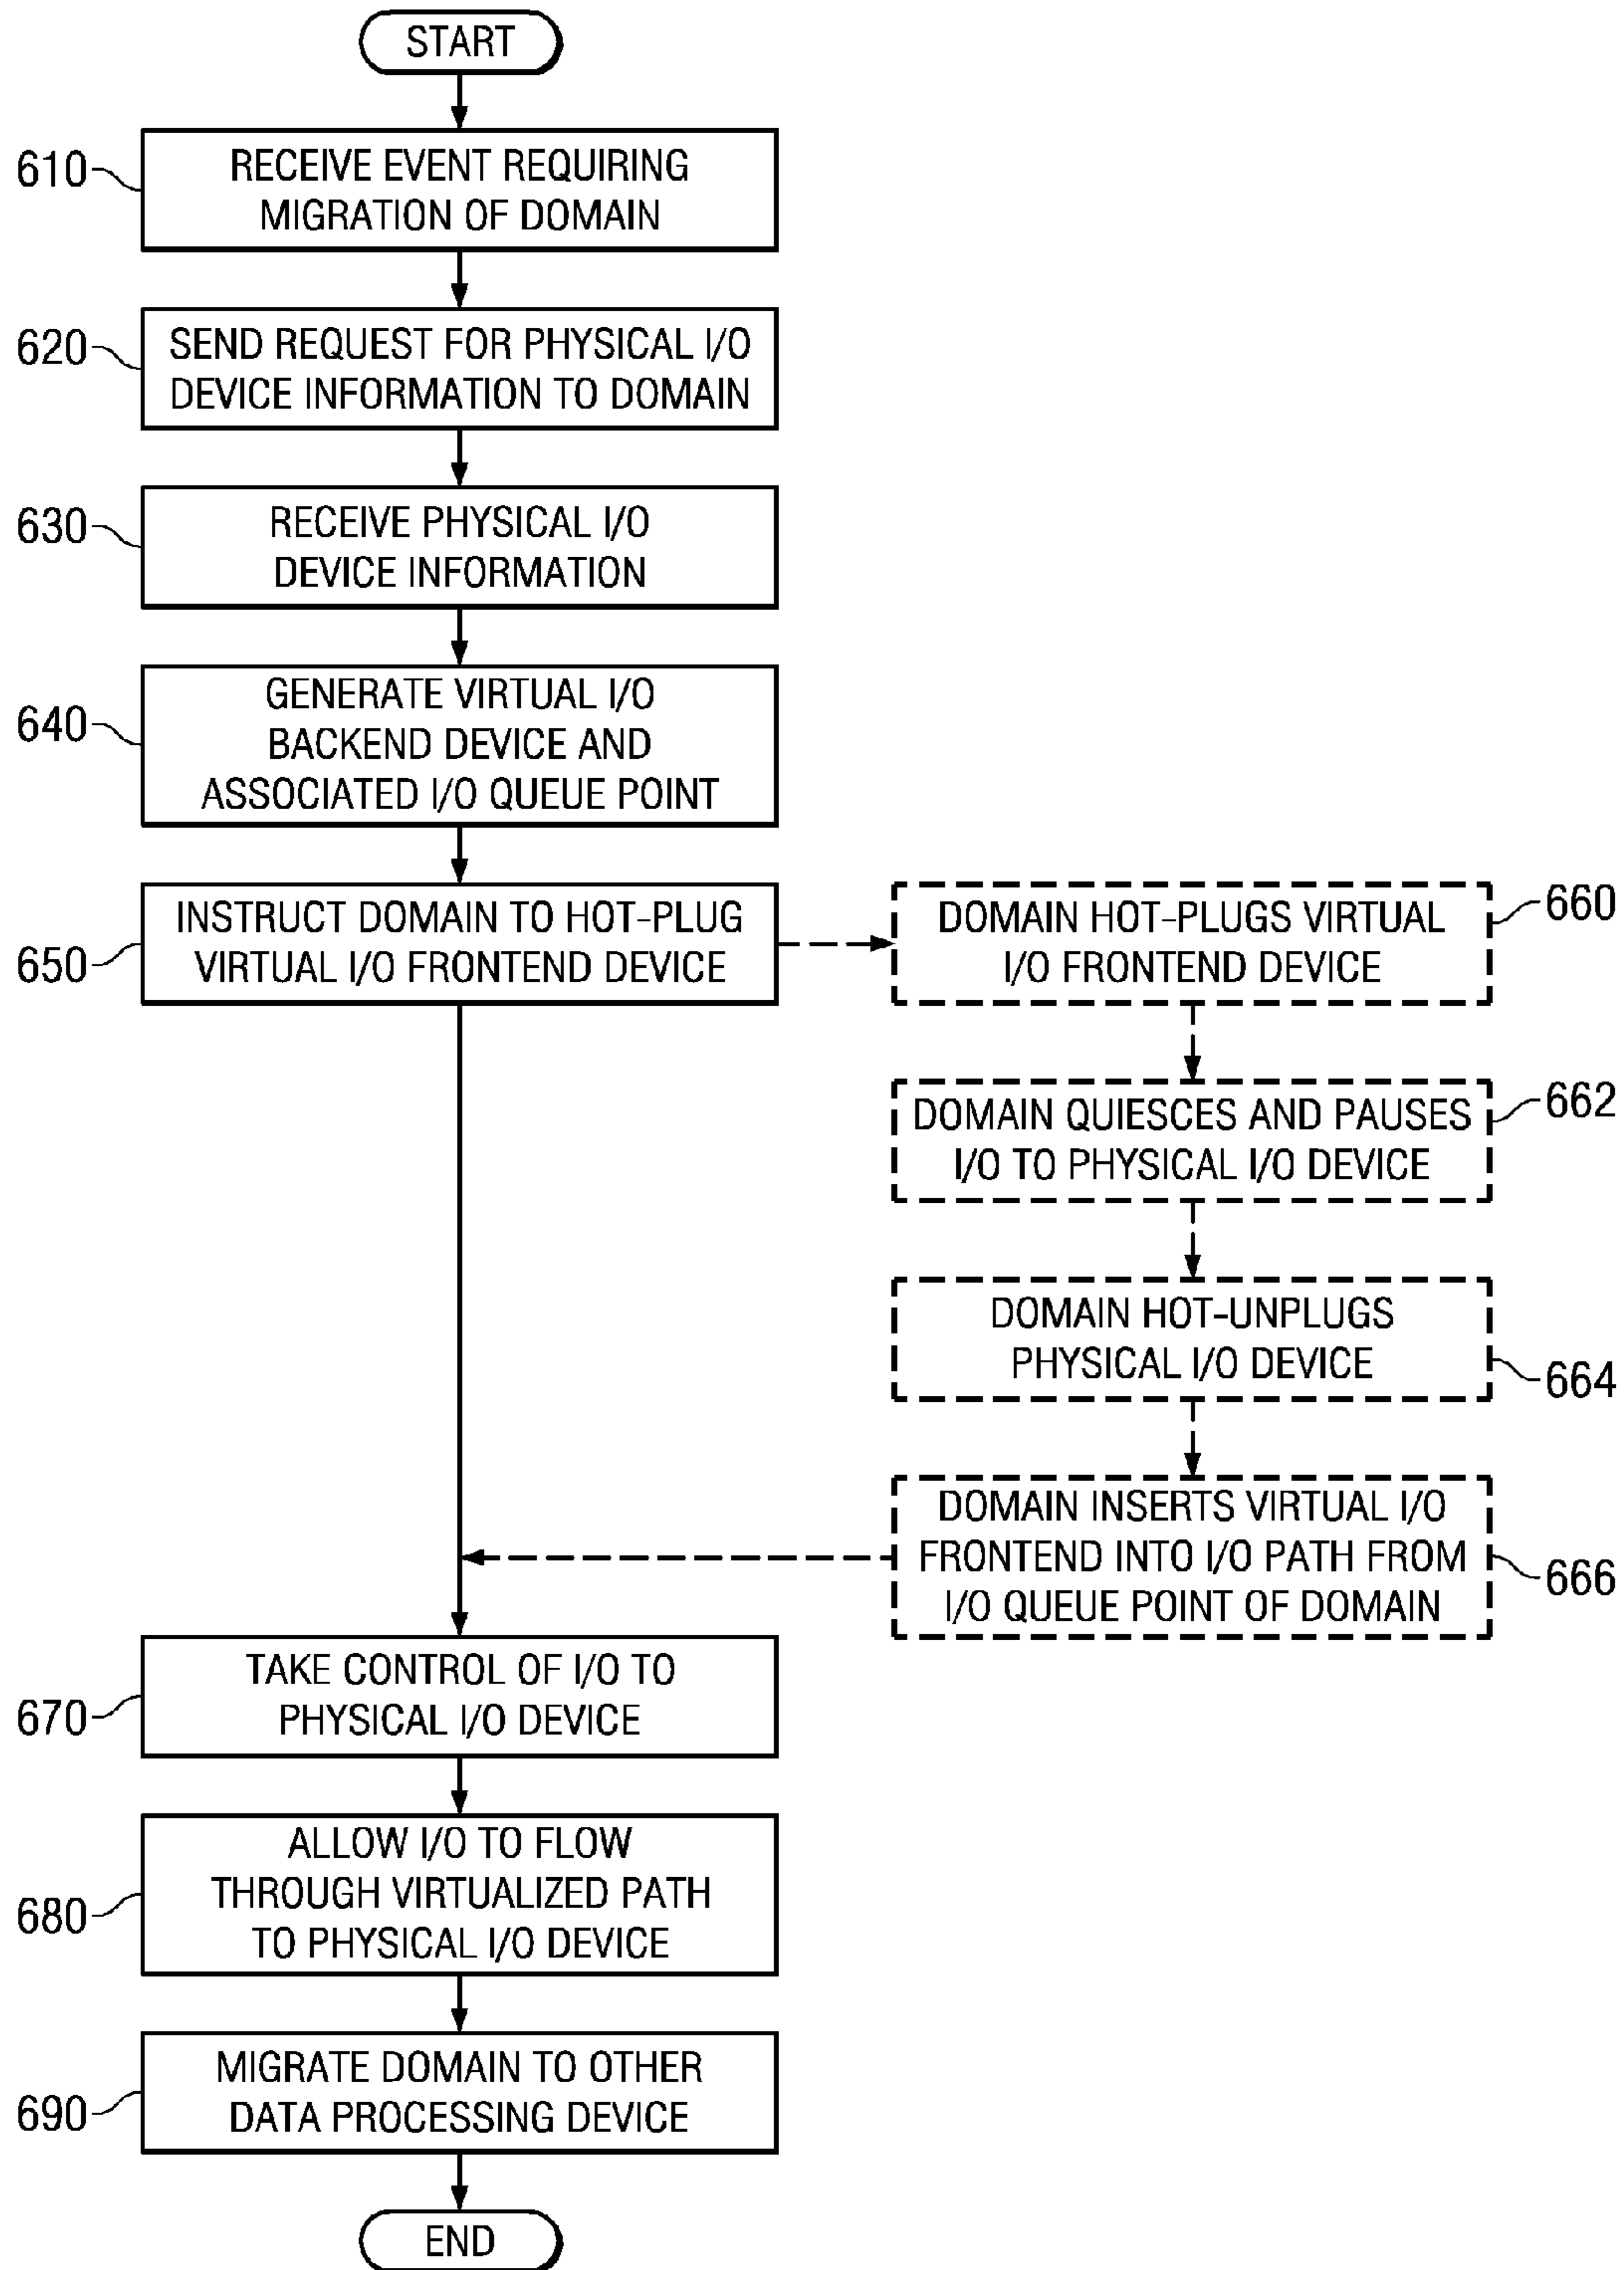 START
610
RECEIVE EVENT REQUIRING
MIGRATION OF DOMAIN
620
SEND REQUEST FOR PHYSICAL I/O
DEVICE INFORMATION TO DOMAIN
630
RECEIVE PHYSICAL I/O
DEVICE INFORMATION
640
GENERATE VIRTUAL I/O
BACKEND DEVICE AND
ASSOCIATED I/O QUEUE POINT
650
INSTRUCT DOMAIN TO HOT-PLUG
VIRTUAL I/O FRONTEND DEVICE
660
DOMAIN HOT-PLUGS VIRTUAL
I/O FRONTEND DEVICE
662
DOMAIN QUIESCES AND PAUSES
I/O TO PHYSICAL I/O DEVICE
664
DOMAIN HOT-UNPLUGS
PHYSICAL I/O DEVICE
666
DOMAIN INSERTS VIRTUAL I/O
FRONTEND INTO I/O PATH FROM
I/O QUEUE POINT OF DOMAIN
670
TAKE CONTROL OF I/O TO
PHYSICAL I/O DEVICE
680
ALLOW I/O TO FLOW
THROUGH VIRTUALIZED PATH
TO PHYSICAL I/O DEVICE
690
MIGRATE DOMAIN TO OTHER
DATA PROCESSING DEVICE
END